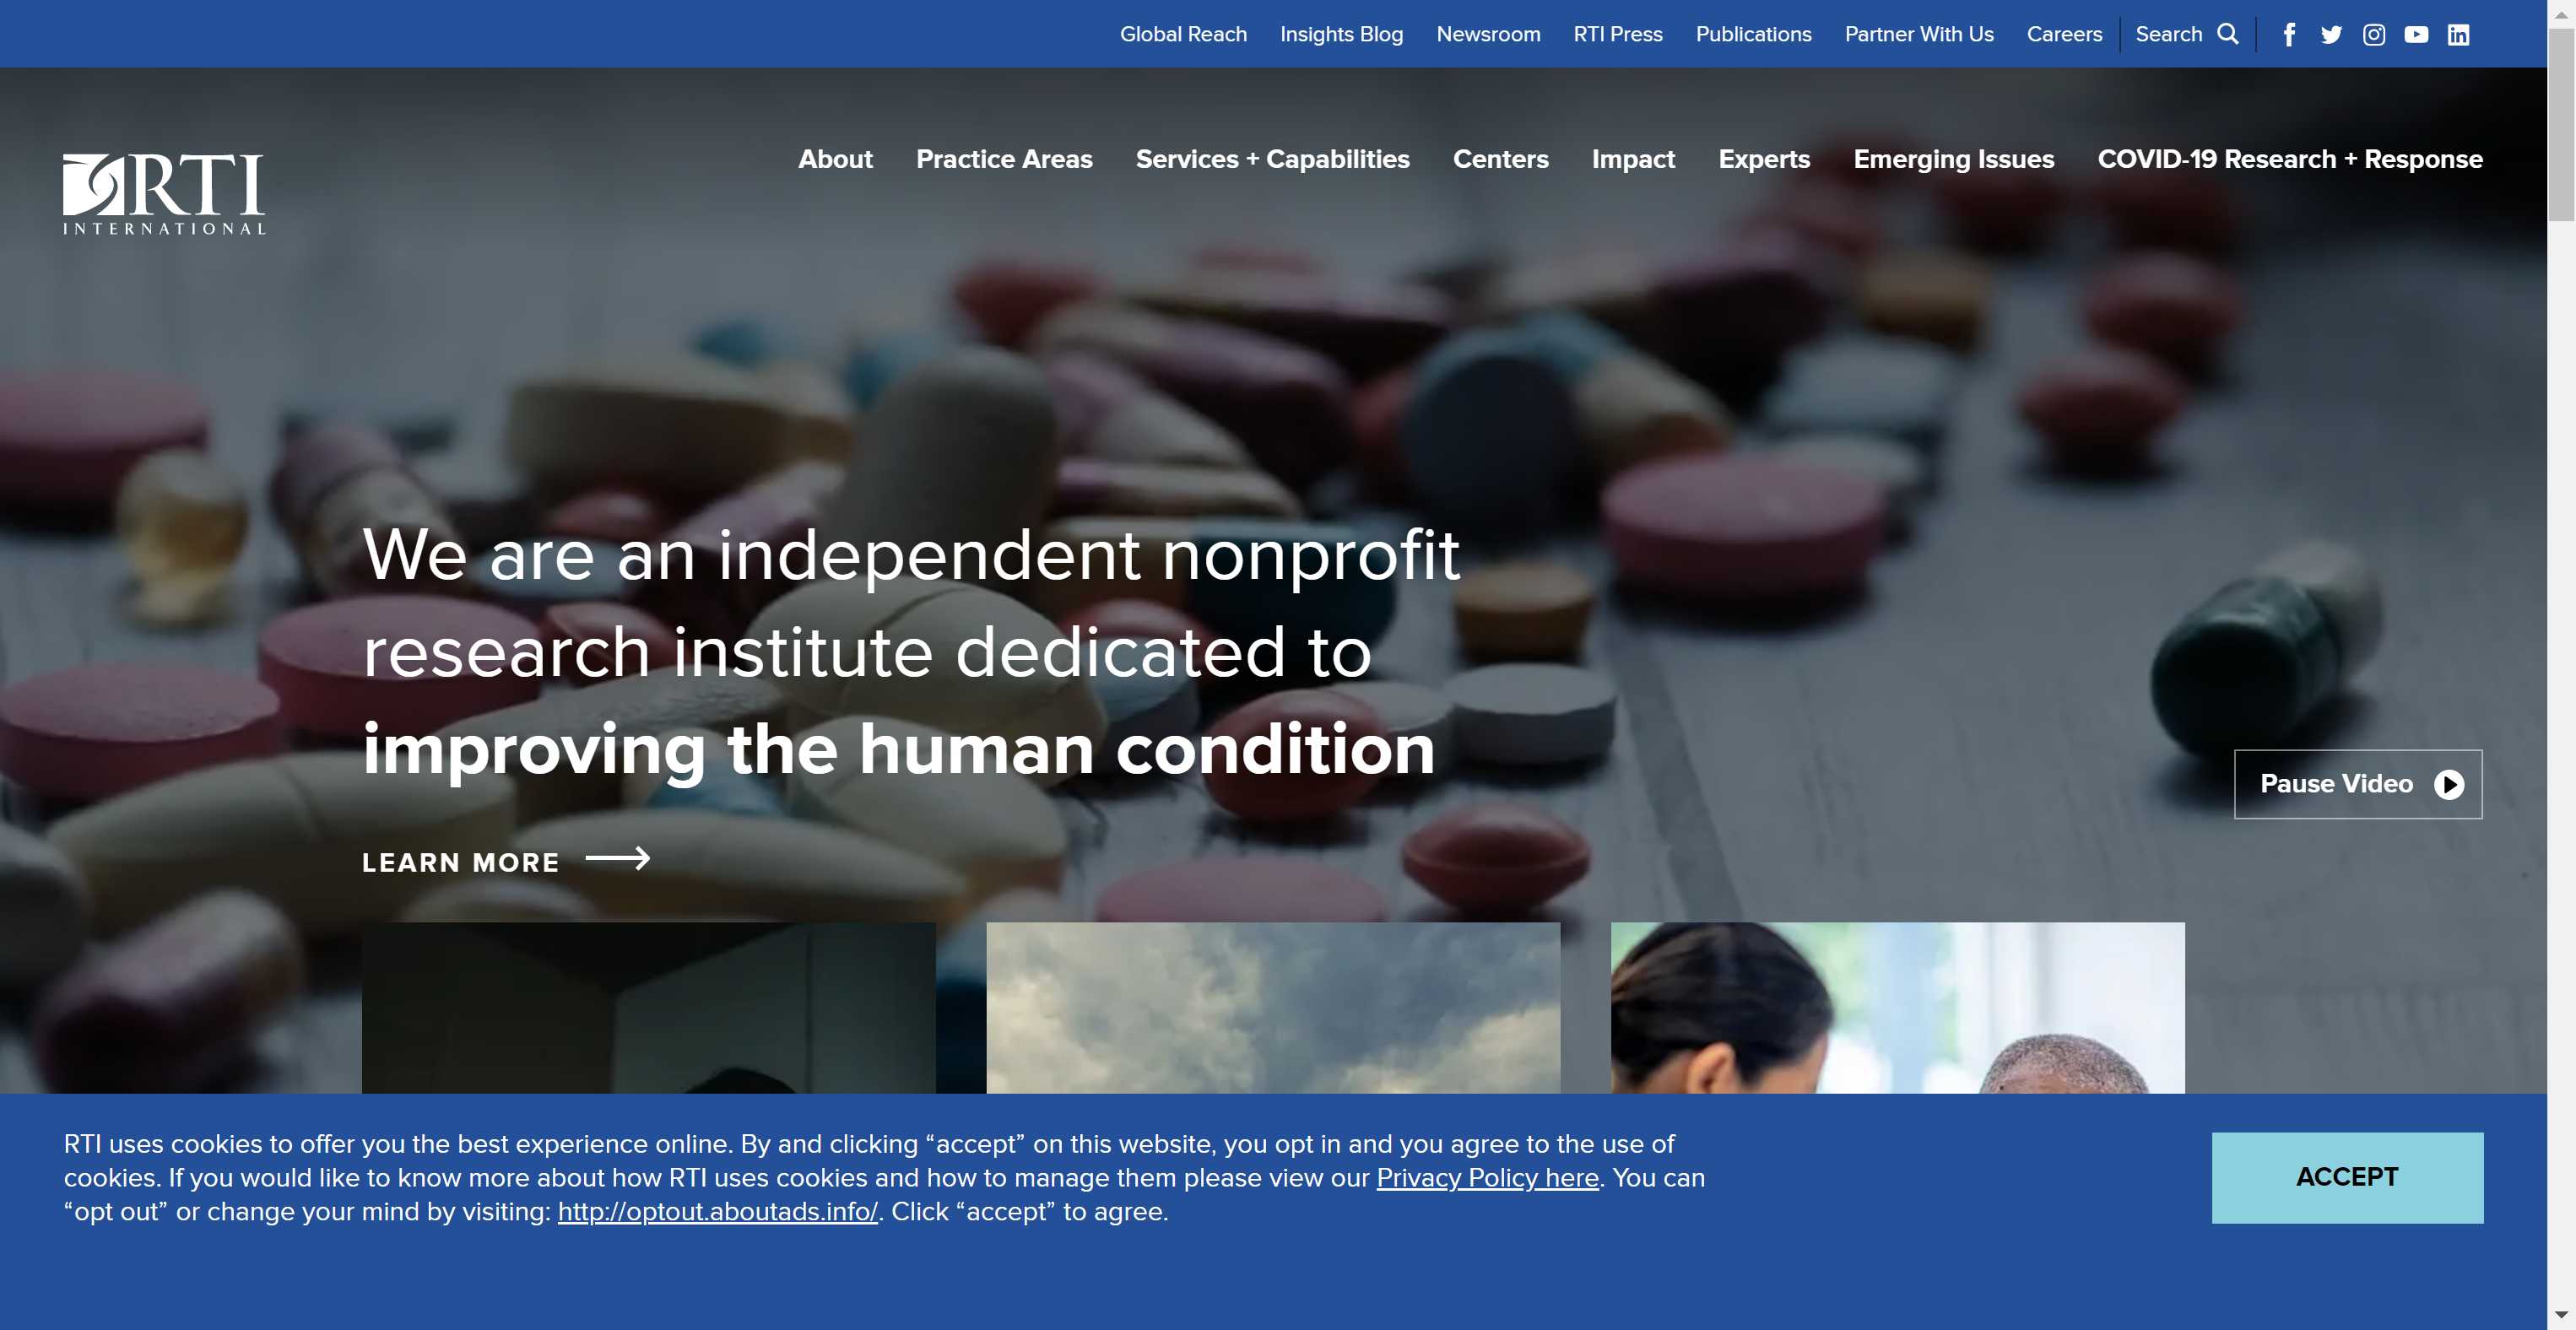 Global Reach Insights Blog Newsroom RTI Press Publications Partner With Us Careers Search
RTI
INTERNATIONAL
About Practice Areas Services + Capabilities Centers Impact Experts Emerging Issues COVID-19 Research + Response
We are an independent nonprofit
research institute dedicated to
improving the human condition
Pause Video
LEARN MORE
RTI uses cookies to offer you the best experience online. By and clicking “accept” on this website, you opt in and you agree to the use of
cookies. If you would like to know more about how RTI uses cookies and how to manage them please view our Privacy Policy here. You can
“opt out” or change your mind by visiting: http://optout.aboutads.info/. Click “accept” to agree.
ACCEPT